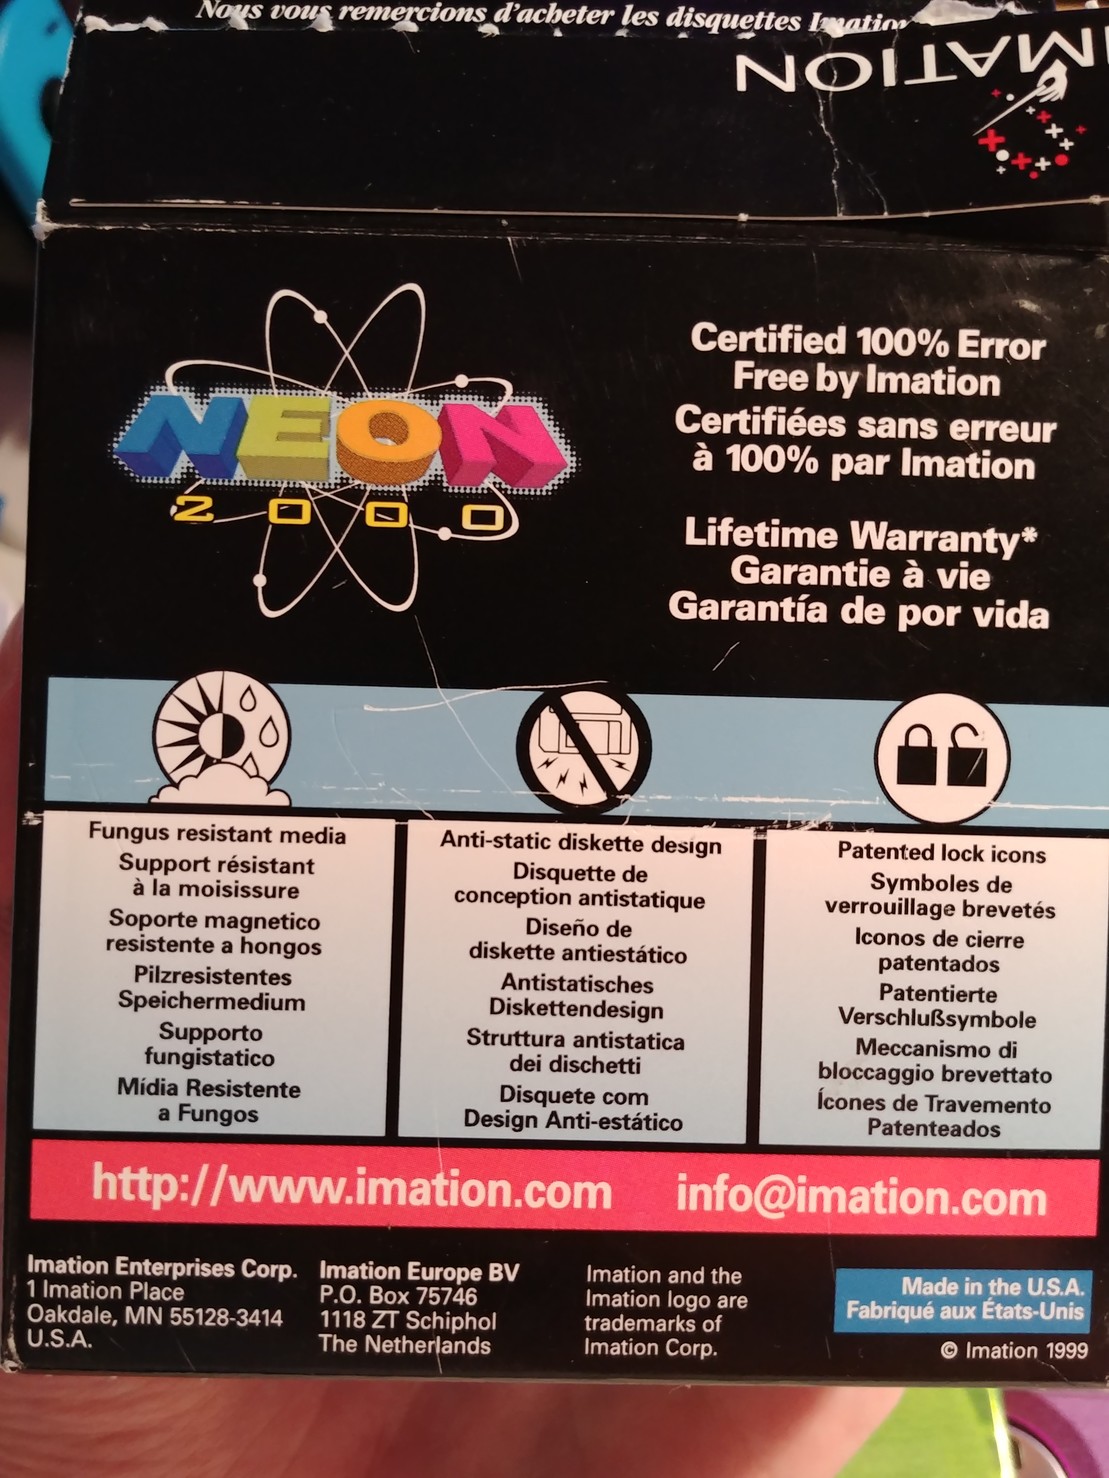 Nous vous remercions d'acheter les disquettes Imation
IMATION
NEON
2000
Certified 100% Error
Free by Imation
Certifiées sans erreur
à 100% par Imation
Lifetime Warranty*
Garantie à vie
Garantía de por vida
Fungus resistant media
Support résistant
à la moisissure
Soporte magnetico
resistente a hongos
Pilzresistentes
Speichermedium
Supporto
fungistatico
Mídia Resistente
a Fungos
Anti-static diskette design
Disquette de
conception antistatique
Diseño de
diskette antiestático
Antistatisches
Diskettendesign
Struttura antistatica
dei dischetti
Disquete com
Design Anti-estático
Patented lock icons
Symboles de
verrouillage brevetés
Iconos de cierre
patentados
Patentierte
Verschlußsymbole
Meccanismo di
bloccaggio brevettato
Ícones de Travemento
Patenteados
http://www.imation.com info@imation.com
Imation Enterprises Corp.
1 Imation Place
Oakdale, MN 55128-3414
U.S.A.
Imation Europe BV
P.O. Box 75746
1118 ZT Schiphol
The Netherlands
Imation and the
Imation logo are
trademarks of
Imation Corp.
Made in the U.S.A.
Fabriqué aux États-Unis
© Imation 1999